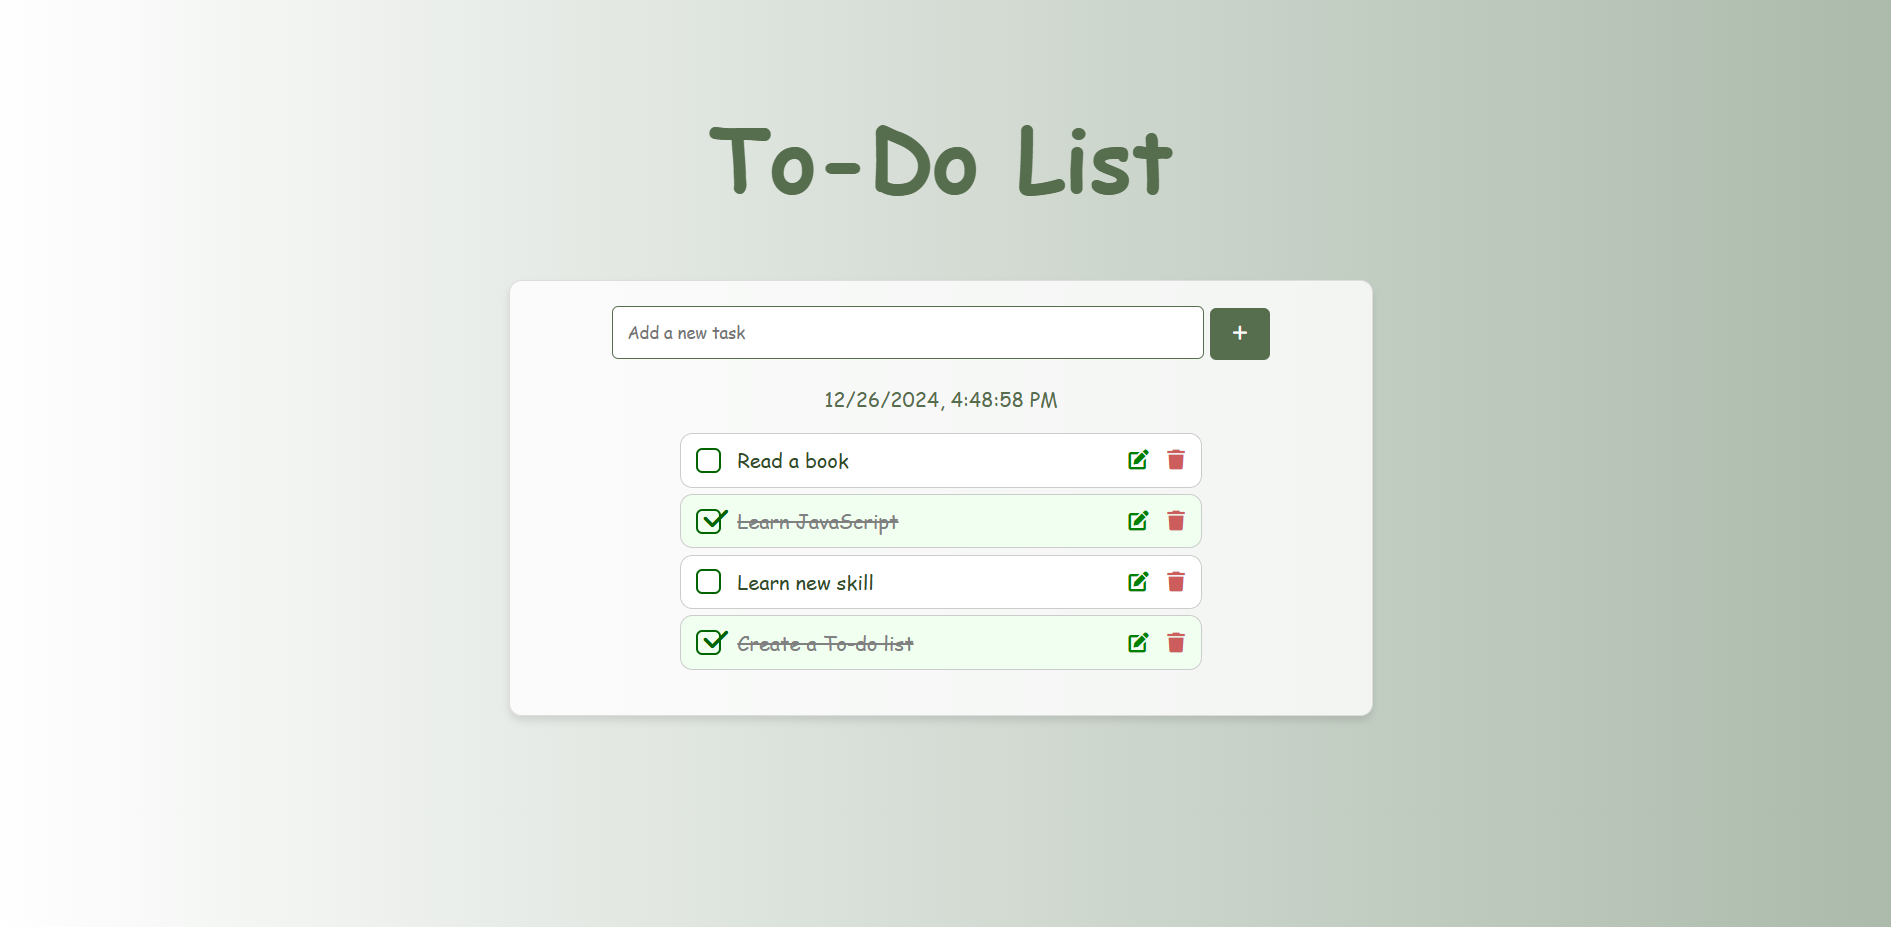 To-Do List
Add a new task
+
12/26/2024, 4:48:58 PM
Read a book
Learn JavaScript
Learn new skill
Create a To-do list